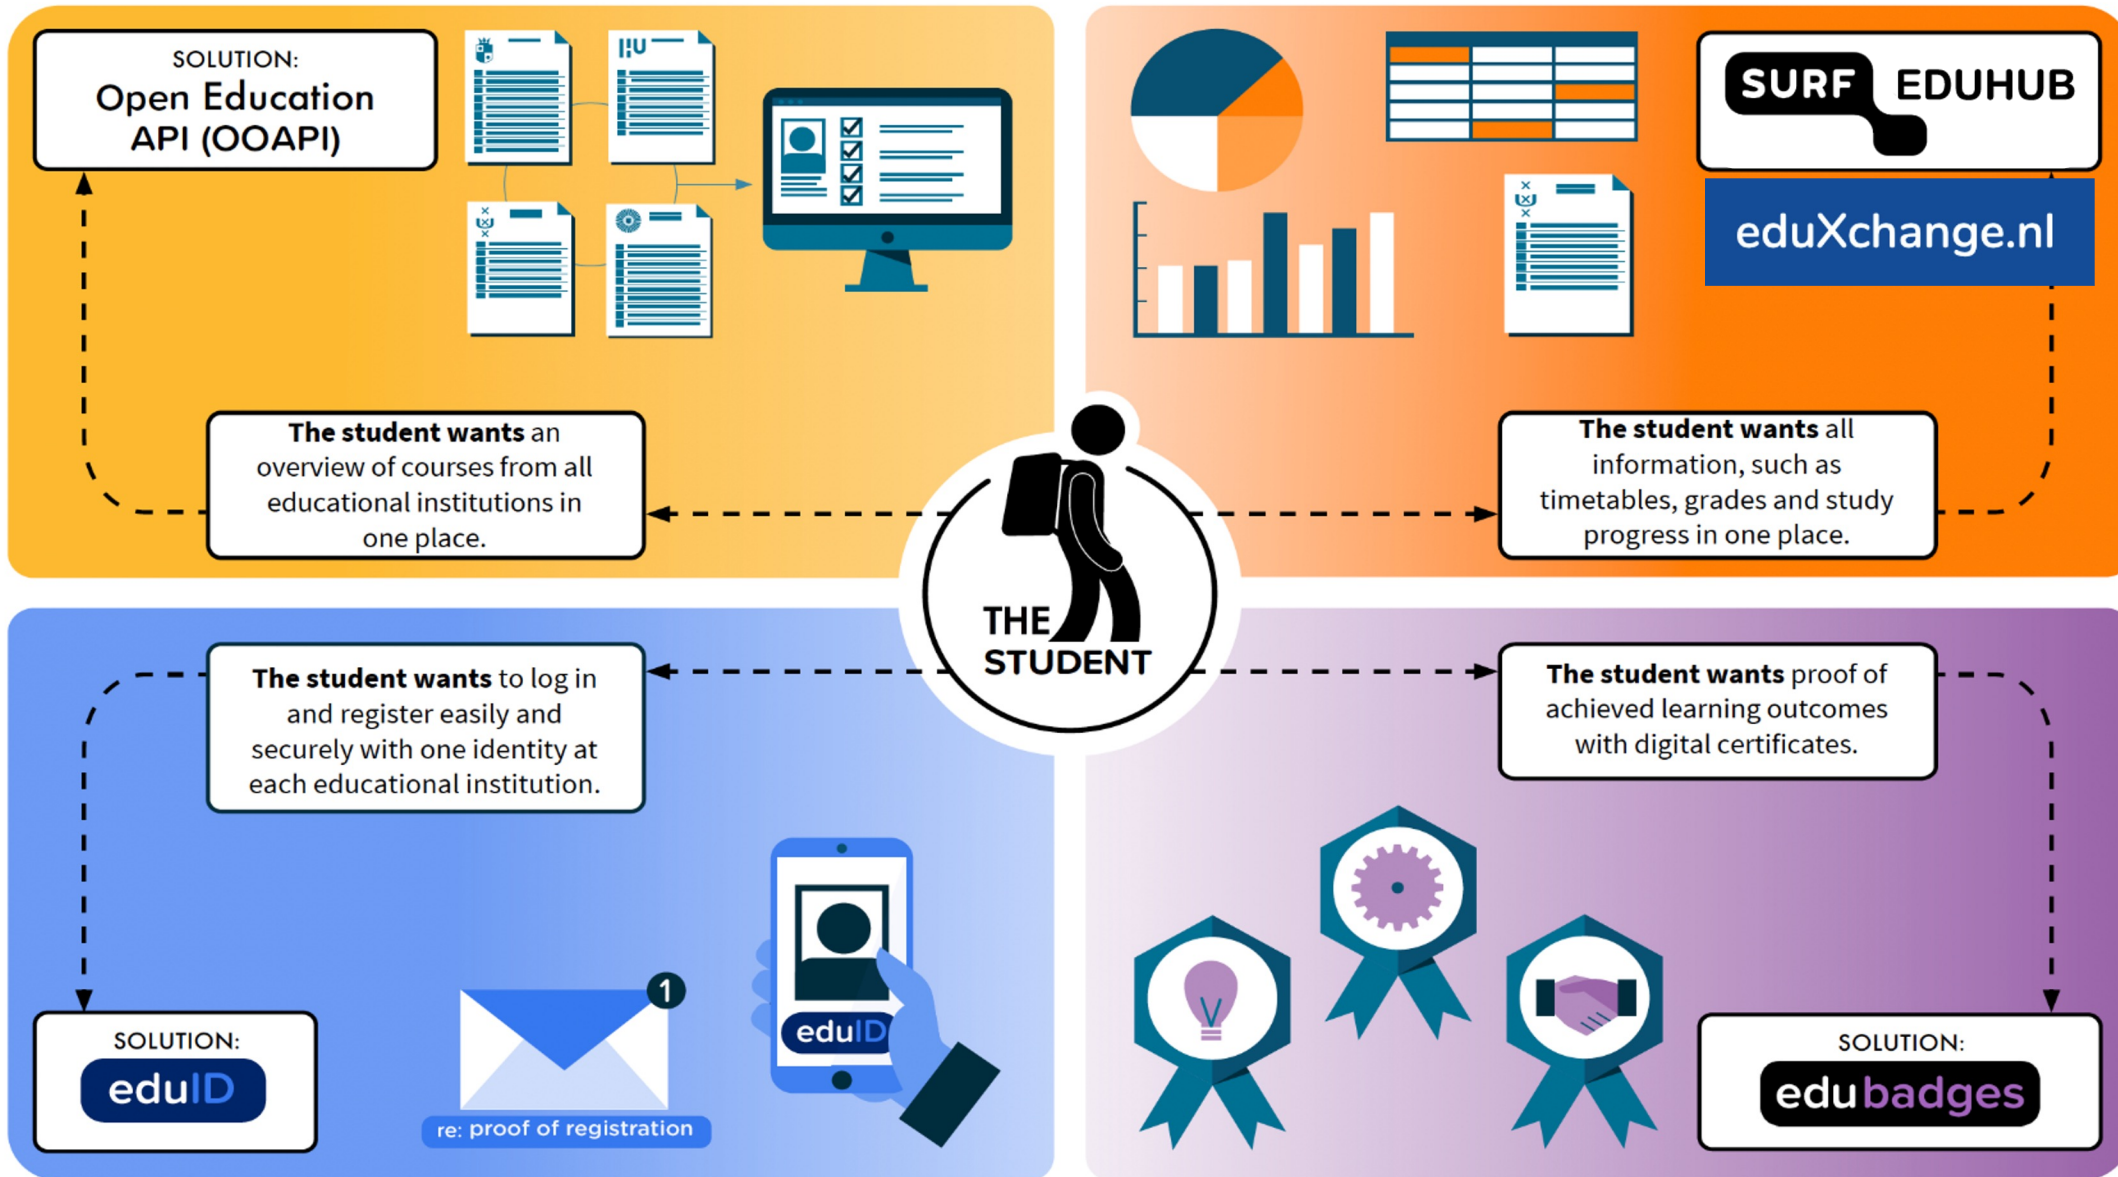 SOLUTION:
Open Education
API (OOAPI)
The student wants an
overview of courses from all
educational institutions in
one place.
SURF EDUHUB
eduXchange.nl
The student wants all
information, such as
timetables, grades and study
progress in one place.
THE
STUDENT
The student wants to log in
and register easily and
securely with one identity at
each educational institution.
SOLUTION:
eduID
1
re: proof of registration
eduID
The student wants proof of
achieved learning outcomes
with digital certificates.
SOLUTION:
edubadges